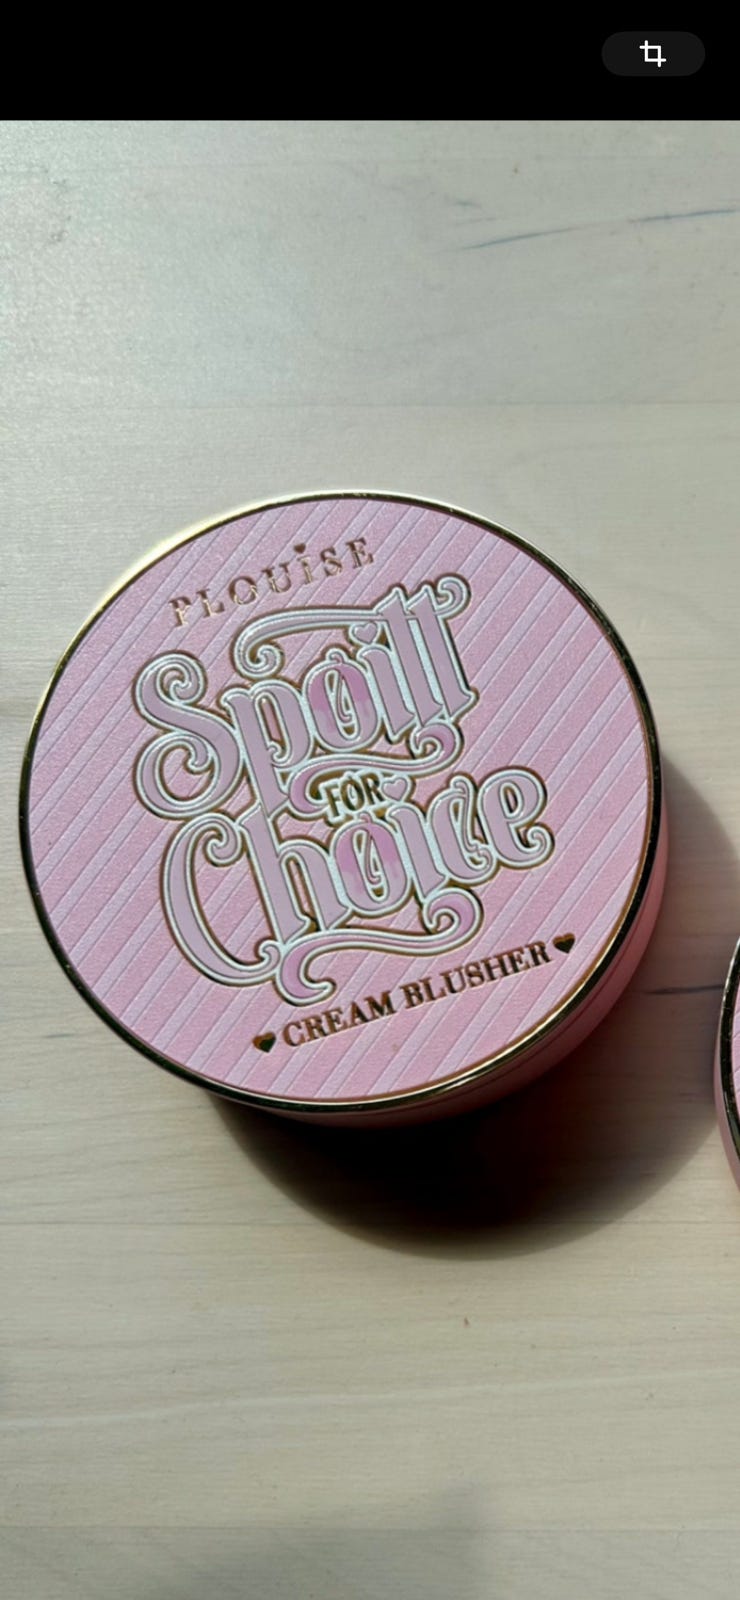 PLOUISE
Spoilt
FOR
Choice
CREAM BLUSHER